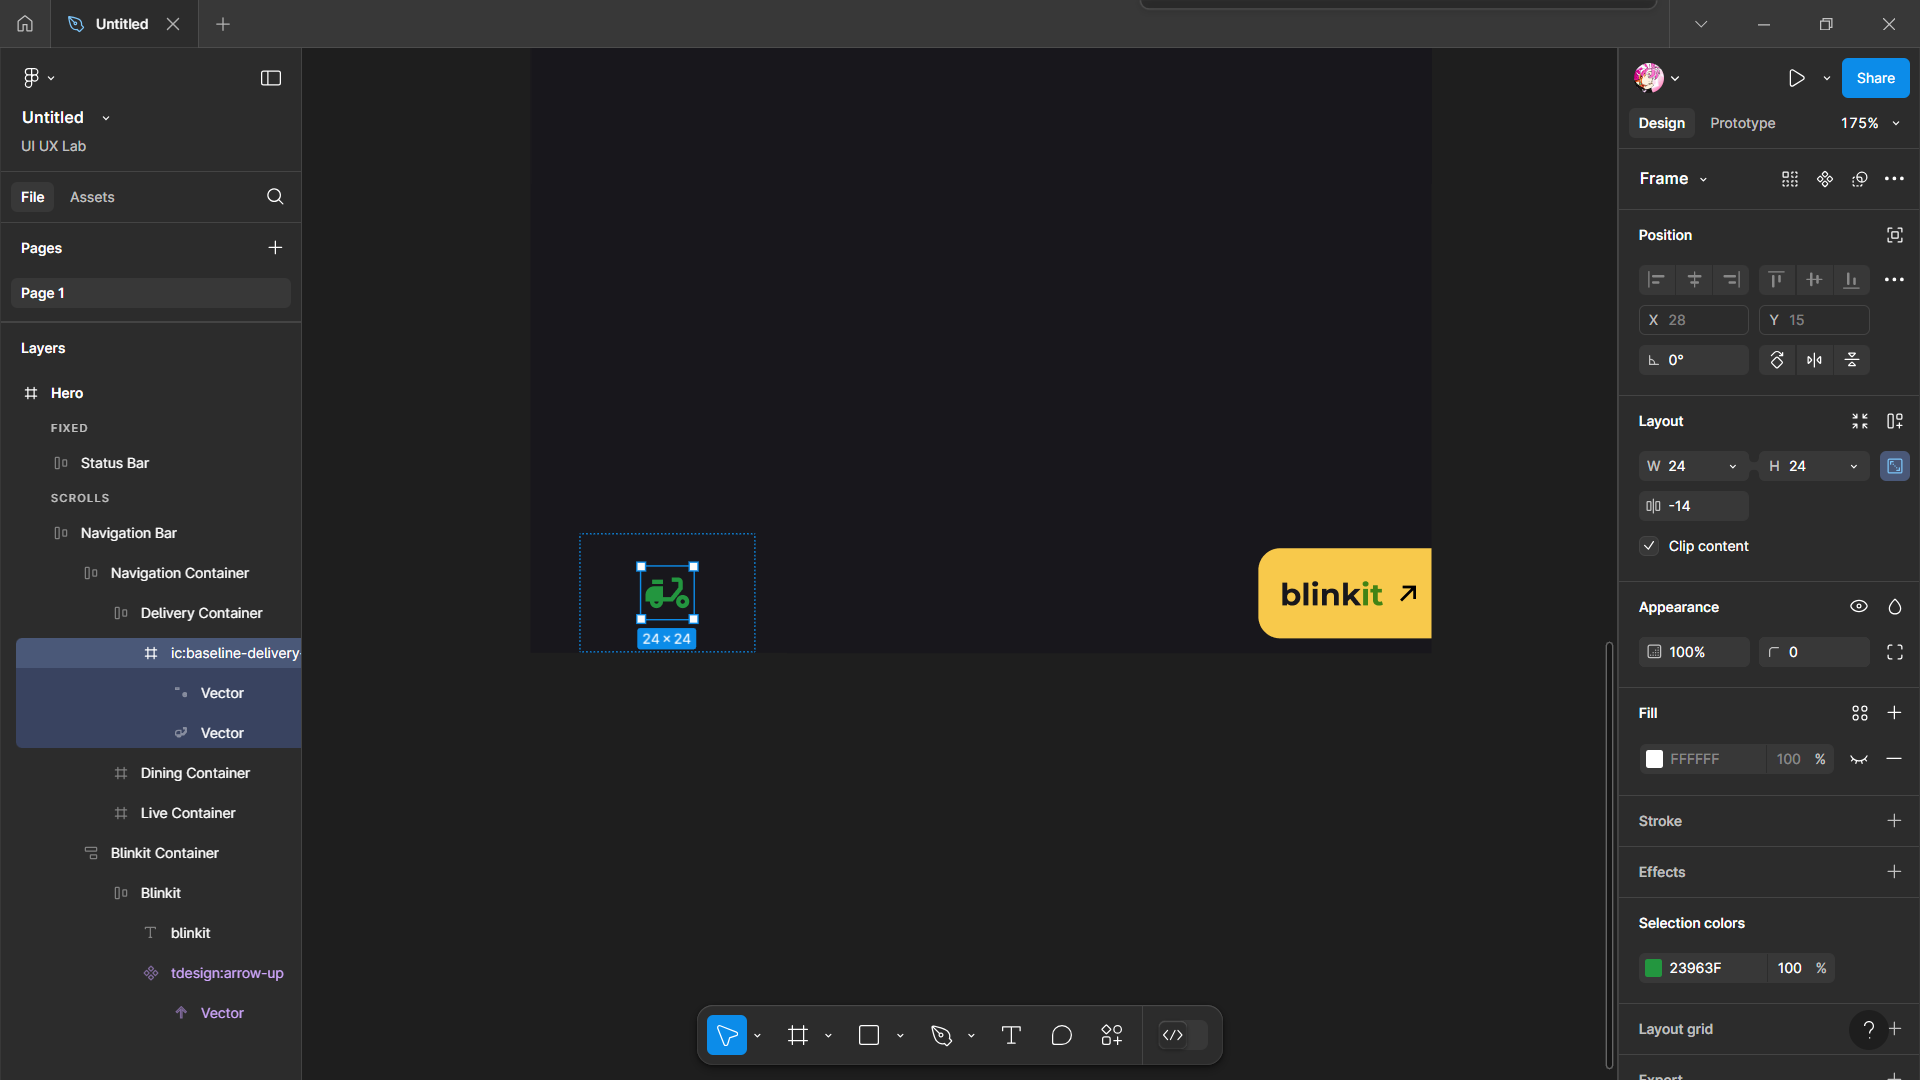 Untitled
Untitled
UI UX Lab
File
Assets
Pages
Page 1
Layers
Hero
FIXED
Status Bar
SCROLLS
Navigation Bar
Navigation Container
Delivery Container
ic:baseline-delivery
Vector
Vector
Dining Container
Live Container
Blinkit Container
Blinkit
blinkit
tdesign:arrow-up
Vector
24 × 24
blinkit
Share
Design
Prototype
175%
Frame
Position
X 28
Y 15
0°
Layout
W 24
H 24
-14
Clip content
Appearance
100%
0
Fill
FFFFFF
100 %
Stroke
Effects
Selection colors
23963F
100 %
Layout grid
?
Export